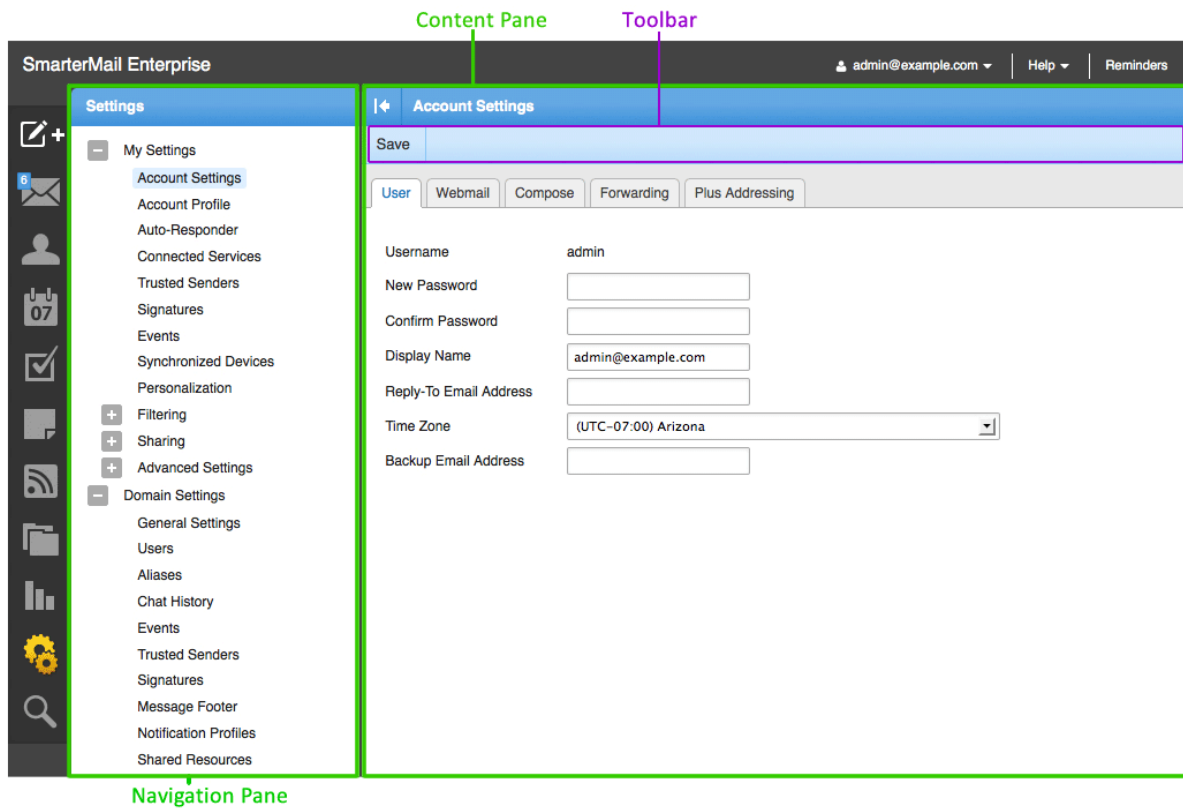 Content Pane
Toolbar
SmarterMail Enterprise
admin@example.com
Help
Reminders
Settings
Account Settings
Save
6
07
My Settings
Account Settings
Account Profile
Auto-Responder
Connected Services
Trusted Senders
Signatures
Events
Synchronized Devices
Personalization
Filtering
Sharing
Advanced Settings
Domain Settings
General Settings
Users
Aliases
Chat History
Events
Trusted Senders
Signatures
Message Footer
Notification Profiles
Shared Resources
User
Webmail
Compose
Forwarding
Plus Addressing
Username admin
New Password
Confirm Password
Display Name admin@example.com
Reply-To Email Address
Time Zone (UTC-07:00) Arizona
Backup Email Address
Navigation Pane